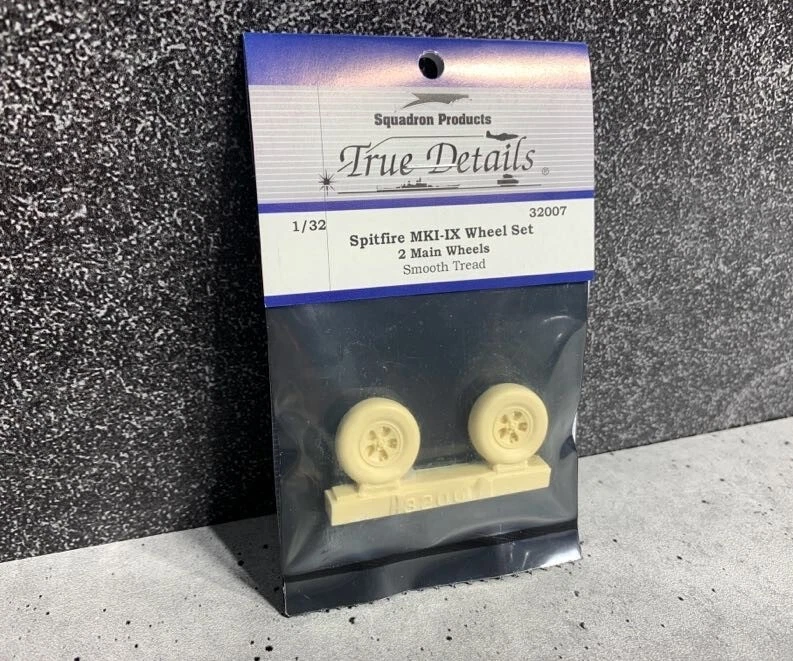 Squadron Products
True Details®
1/32
32007
Spitfire MKI-IX Wheel Set
2 Main Wheels
Smooth Tread